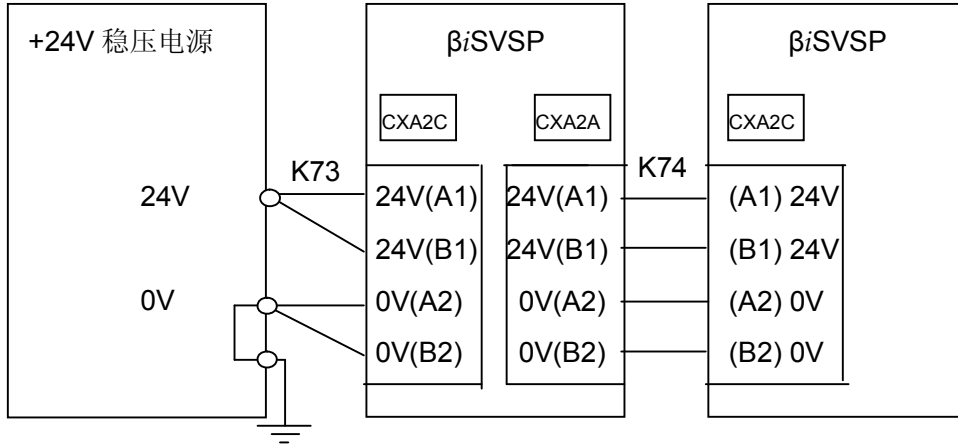 +24V 稳压电源
βiSVSP
βiSVSP
CXA2C
CXA2A
CXA2C
K73
K74
24V
24V(A1)
24V(A1)
(A1) 24V
24V(B1)
24V(B1)
(B1) 24V
0V
0V(A2)
0V(A2)
(A2) 0V
0V(B2)
0V(B2)
(B2) 0V